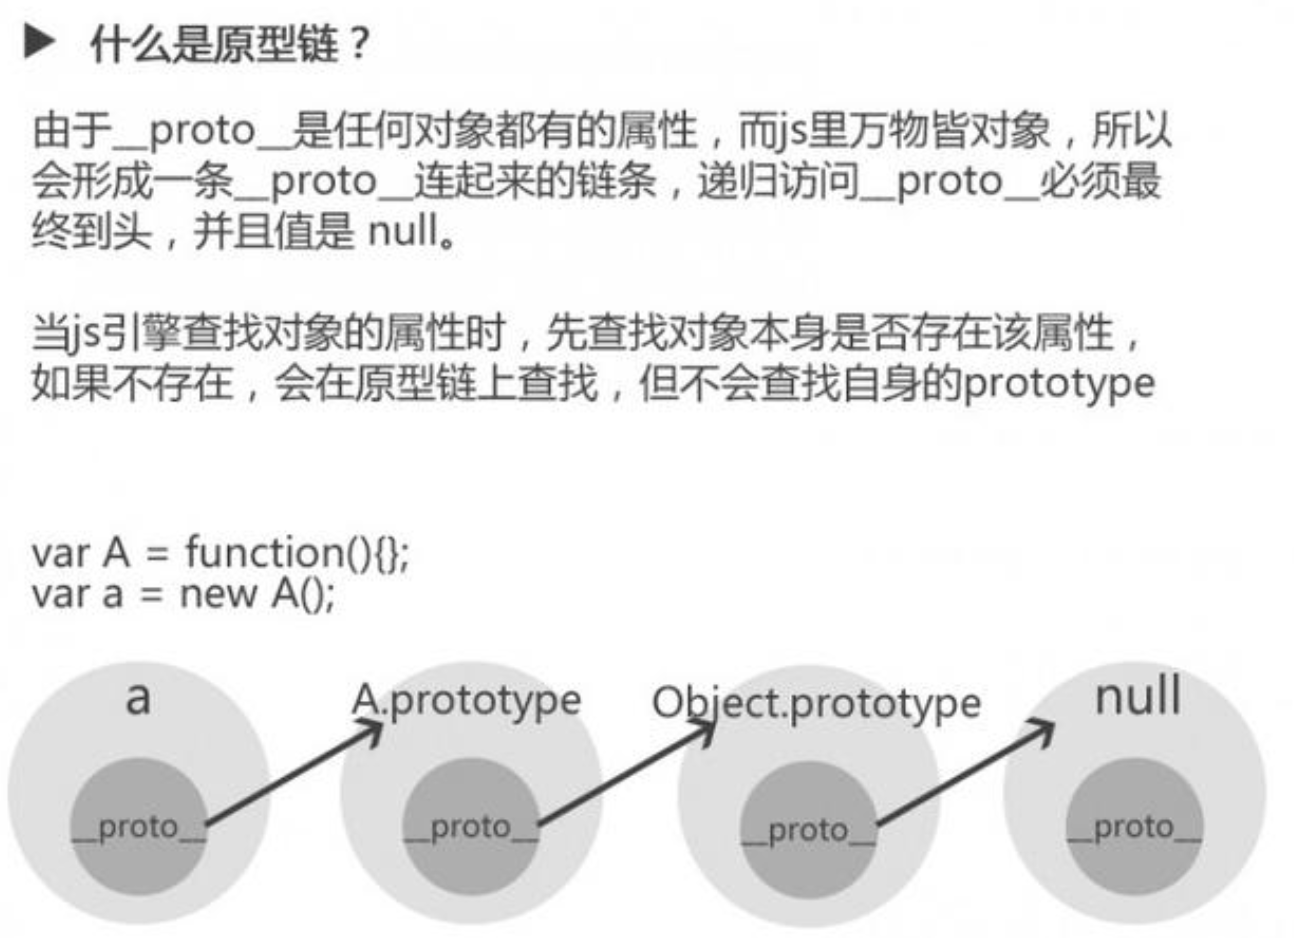 ▶ 什么是原型链？
由于__proto__是任何对象都有的属性，而js里万物皆对象，所以
会形成一条__proto__连起来的链条，递归访问__proto__必须最
终到头，并且值是 null。
当js引擎查找对象的属性时，先查找对象本身是否存在该属性，
如果不存在，会在原型链上查找，但不会查找自身的prototype
var A = function(){};
var a = new A();
a
A.prototype
Object.prototype
null
__proto__
__proto__
__proto__
__proto__